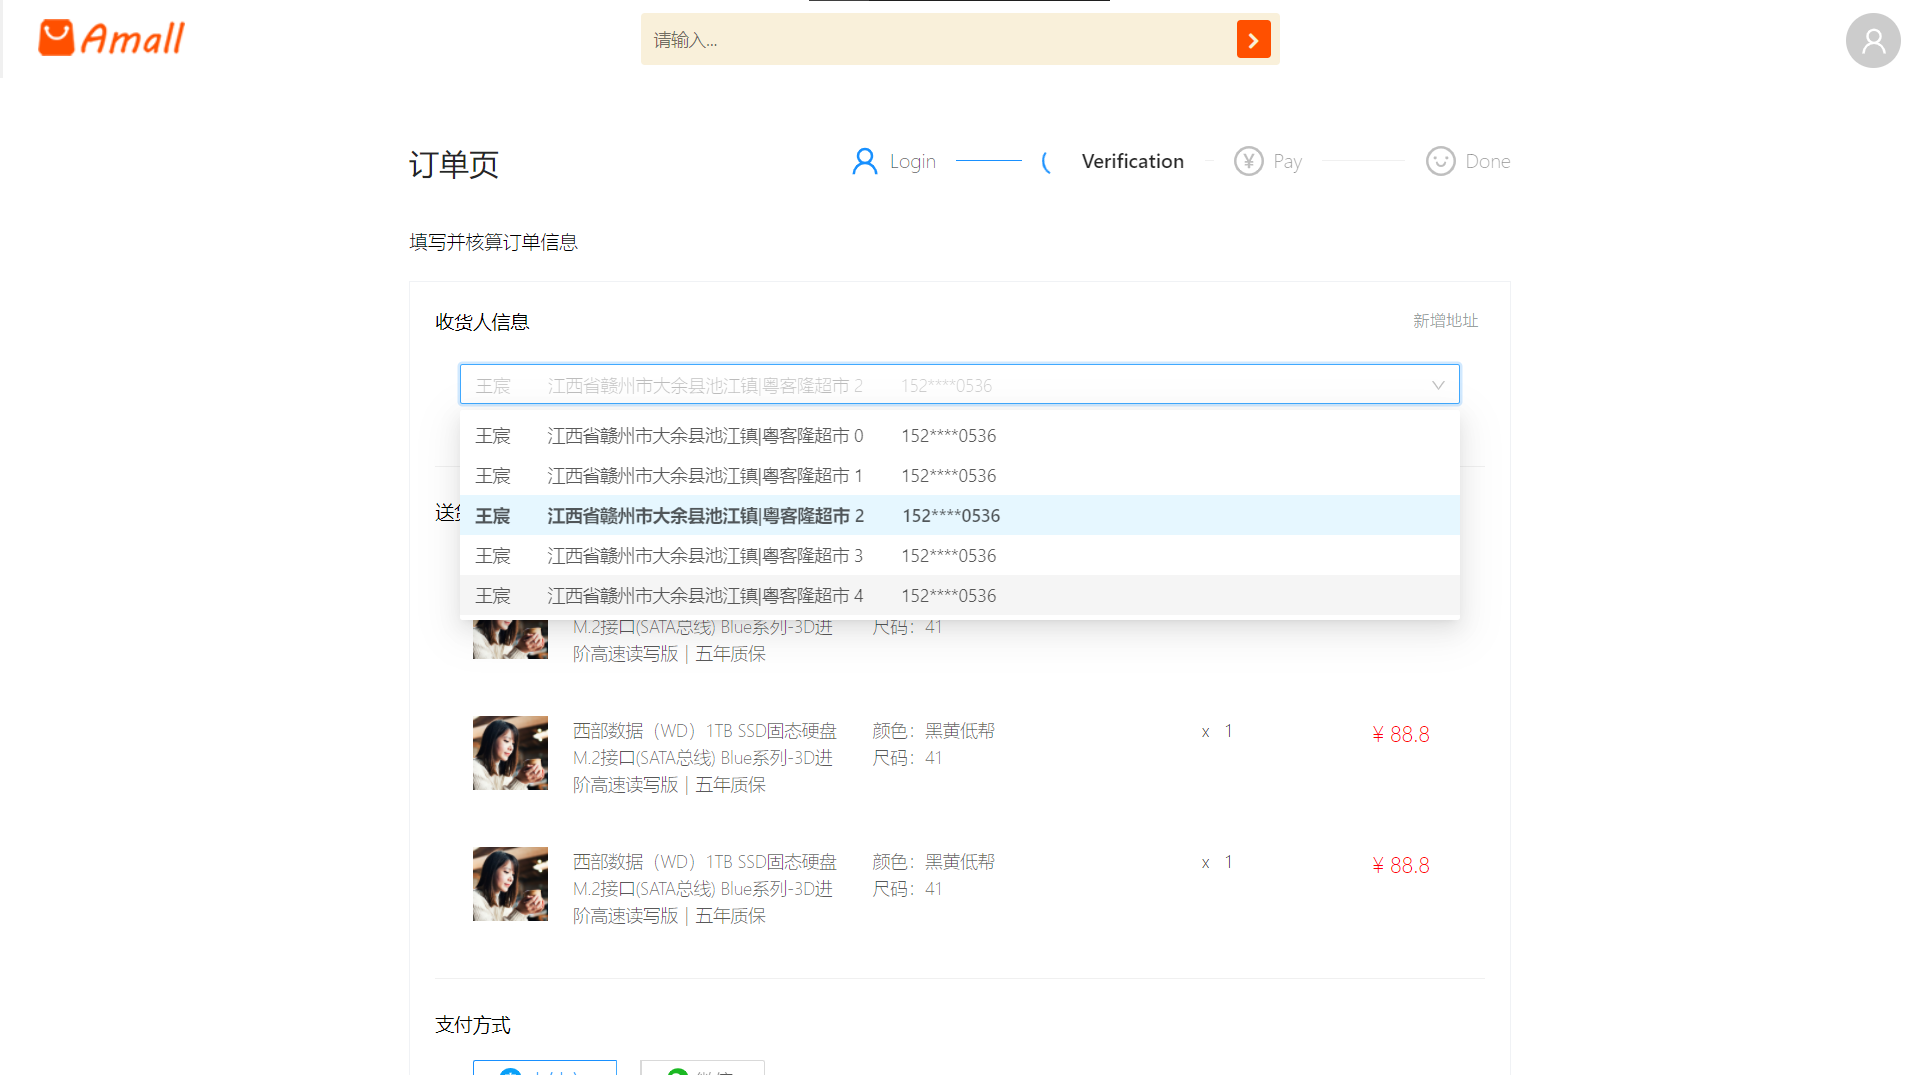 Amall
请输入...
订单页
Login
Verification
Pay
Done
填写并核算订单信息
收货人信息
新增地址
王宸 江西省赣州市大余县池江镇|粤客隆超市 2 152****0536
王宸 江西省赣州市大余县池江镇|粤客隆超市 0 152****0536
王宸 江西省赣州市大余县池江镇|粤客隆超市 1 152****0536
王宸 江西省赣州市大余县池江镇|粤客隆超市 2 152****0536
王宸 江西省赣州市大余县池江镇|粤客隆超市 3 152****0536
王宸 江西省赣州市大余县池江镇|粤客隆超市 4 152****0536
送
M.2接口(SATA总线) Blue系列-3D进 尺码：41
阶高速读写版 | 五年质保
西部数据（WD）1TB SSD固态硬盘 颜色：黑黄低帮 x 1 ¥ 88.8
M.2接口(SATA总线) Blue系列-3D进 尺码：41
阶高速读写版 | 五年质保
西部数据（WD）1TB SSD固态硬盘 颜色：黑黄低帮 x 1 ¥ 88.8
M.2接口(SATA总线) Blue系列-3D进 尺码：41
阶高速读写版 | 五年质保
支付方式